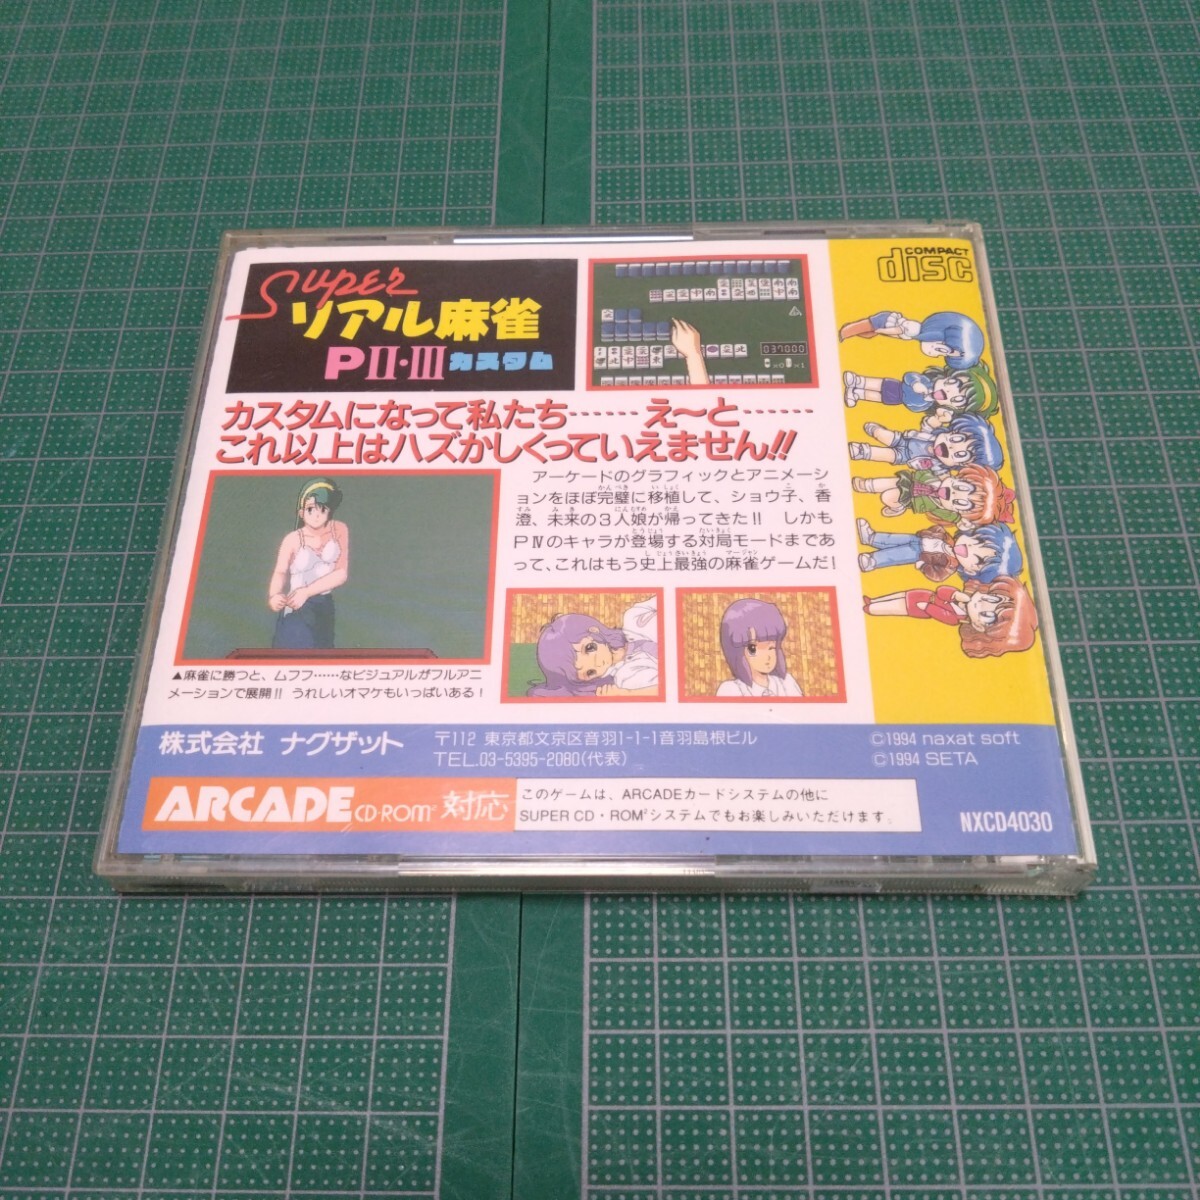 SUPER
リアル麻雀
PII・III カスタム
COMPACT
disc
037000
×0 ×1
カスタムになって私たち……え〜と……
これ以上はハズかしくっていえません!!
アーケードのグラフィックとアニメーシ
ョンをほぼ完璧に移植して、ショウ子、香
澄、未来の3人娘が帰ってきた!! しかも
PⅣのキャラが登場する対局モードまであ
って、これはもう史上最強の麻雀ゲームだ!
▲麻雀に勝つと、ムフフ……なビジュアルがフルアニ
メーションで展開!! うれしいオマケもいっぱいある!
株式会社 ナグザット
〒112 東京都文京区音羽1-1-1音羽島根ビル
TEL.03-5395-2080(代表)
©1994 naxat soft
©1994 SETA
ARCADE CD-ROM² 対応
このゲームは、ARCADEカードシステムの他に
SUPER CD・ROM²システムでもお楽しみいただけます。
NXCD4030